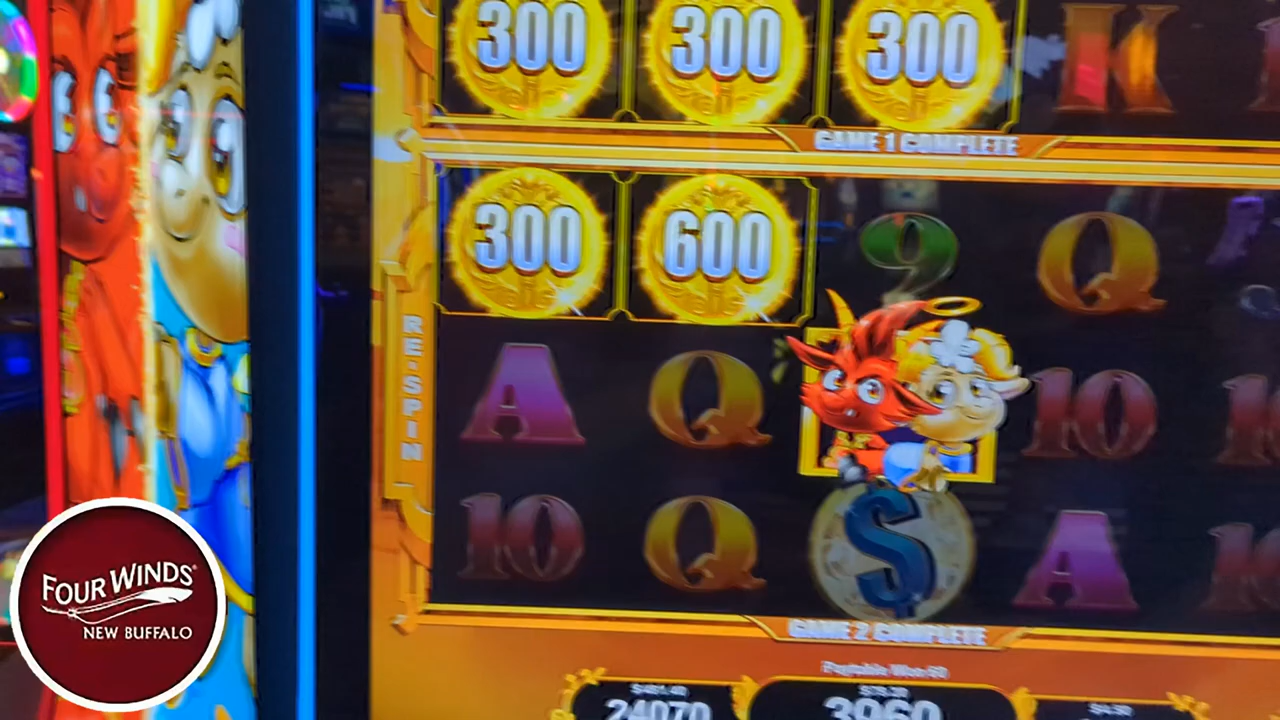 300 300 300 K
GAME 1 COMPLETE
300 600 9 Q
RE-SPIN
A Q 10
10 Q $ A
GAME 2 COMPLETE
24070 3960
FOUR WINDS®
NEW BUFFALO